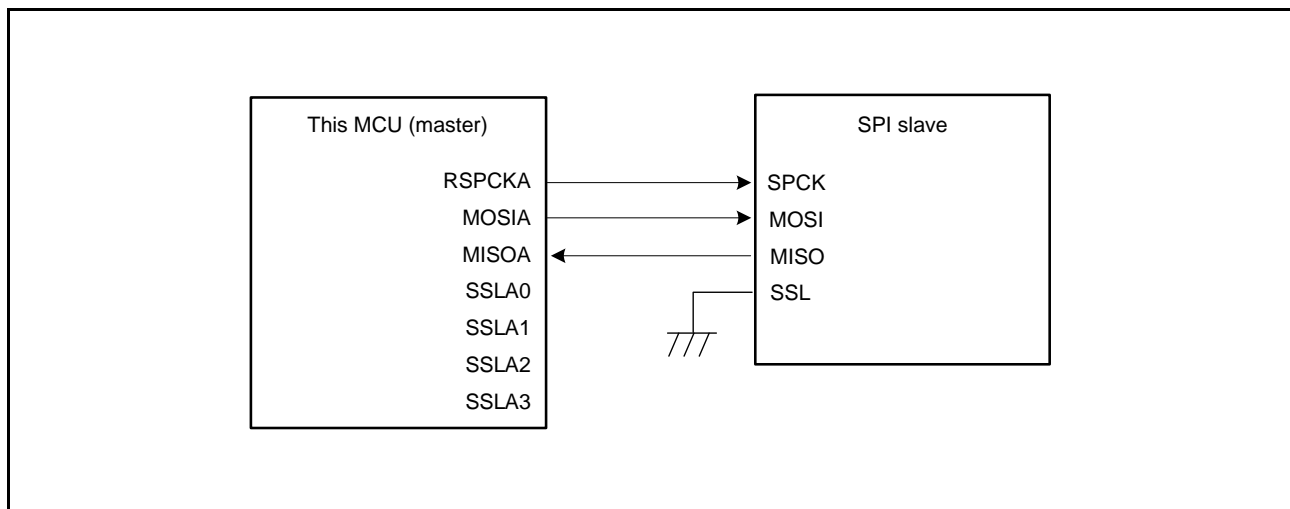 This MCU (master)
RSPCKA
MOSIA
MISOA
SSLA0
SSLA1
SSLA2
SSLA3
SPI slave
SPCK
MOSI
MISO
SSL